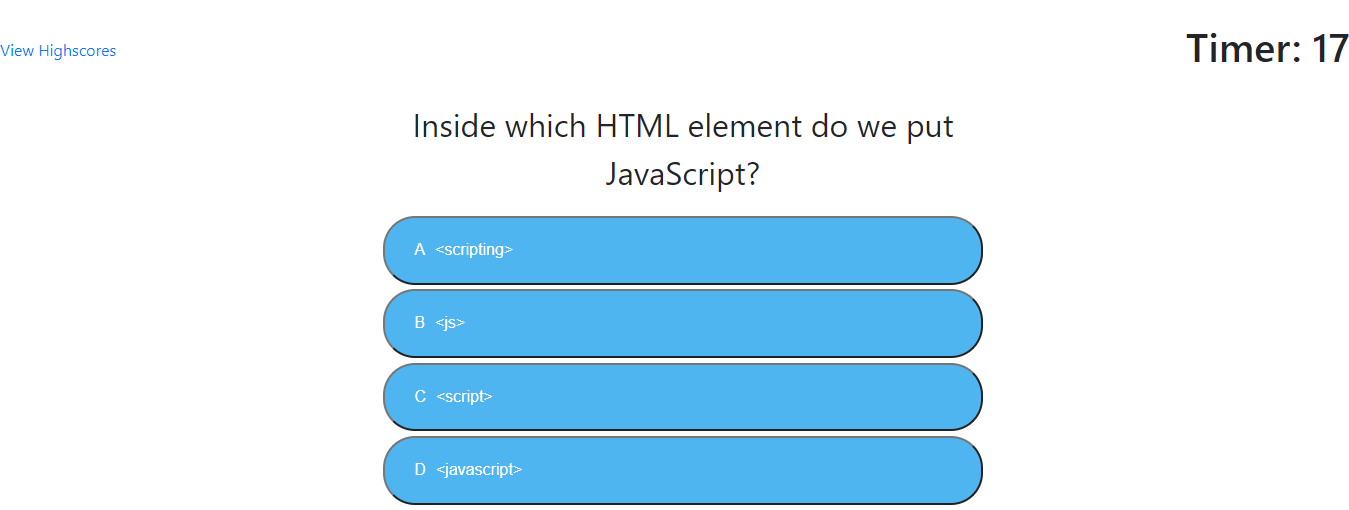 View Highscores
Timer: 17
Inside which HTML element do we put
JavaScript?
A <scripting>
B <js>
C <script>
D <javascript>